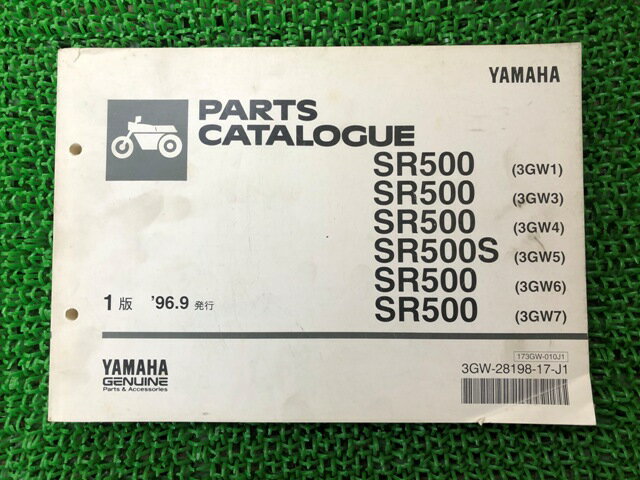 YAMAHA
PARTS
CATALOGUE
SR500 (3GW1)
SR500 (3GW3)
SR500 (3GW4)
SR500S (3GW5)
SR500 (3GW6)
SR500 (3GW7)
1版 '96.9 発行
173GW-010J1
3GW-28198-17-J1
YAMAHA
GENUINE
Parts & Accessories